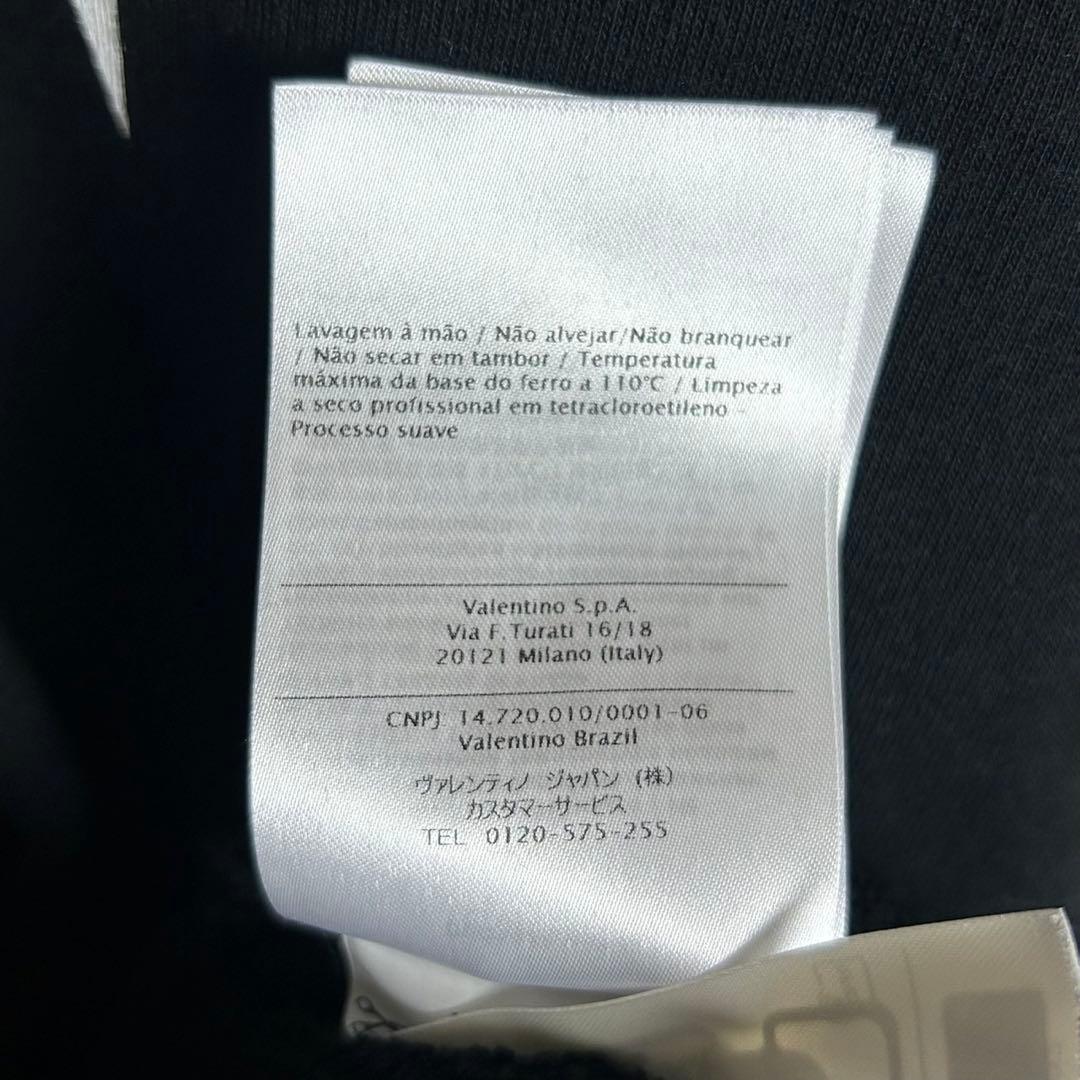 Lavagem à mão / Não alvejar/Não branquear
/ Não secar em tambor / Temperatura
máxima da base do ferro a 110°C / Limpeza
a seco profissional em tetracloroetileno -
Processo suave
Valentino S.p.A.
Via F.Turati 16/18
20121 Milano (Italy)
CNPJ 14.720.010/0001-06
Valentino Brazil
ヴァレンティノ ジャパン (株)
カスタマーサービス
TEL 0120-575-255